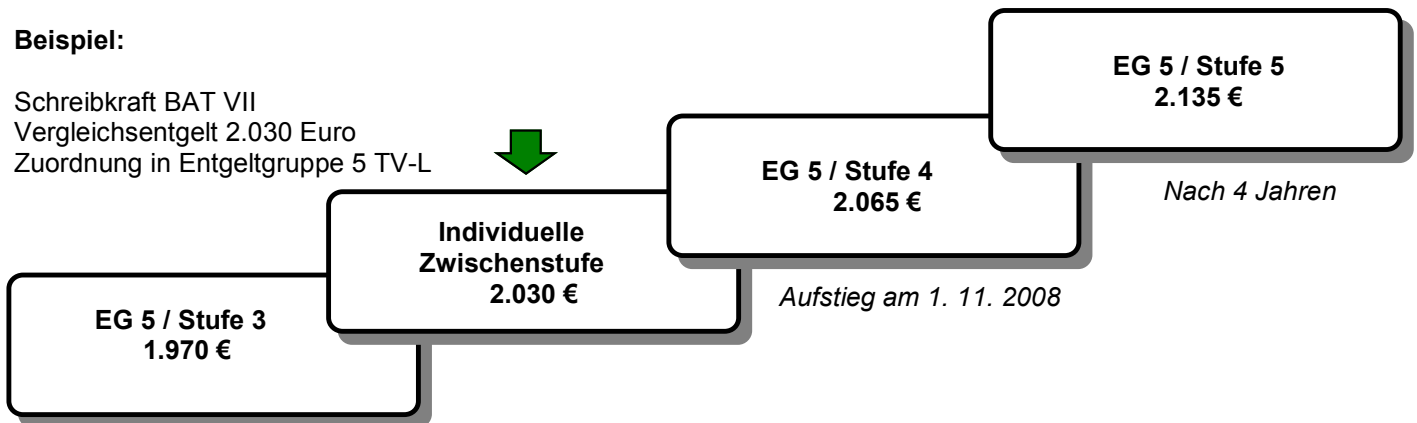 Beispiel:
Schreibkraft BAT VII
Vergleichsentgelt 2.030 Euro
Zuordnung in Entgeltgruppe 5 TV-L
EG 5 / Stufe 3
1.970 €
Individuelle
Zwischenstufe
2.030 €
EG 5 / Stufe 4
2.065 €
Aufstieg am 1. 11. 2008
EG 5 / Stufe 5
2.135 €
Nach 4 Jahren